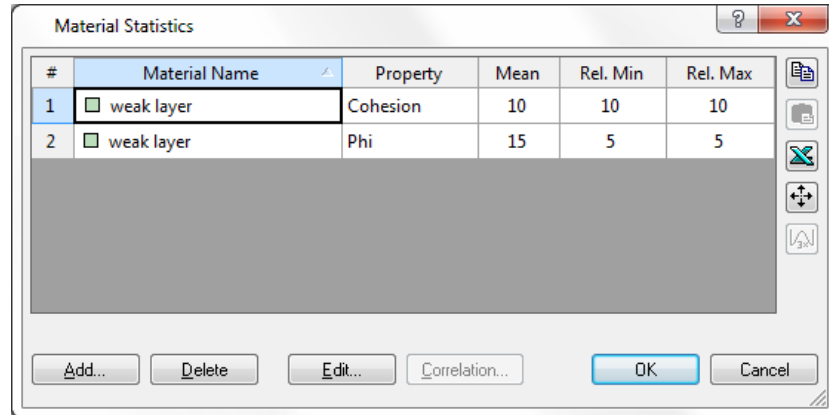 Material Statistics
# Material Name Property Mean Rel. Min Rel. Max
1 weak layer Cohesion 10 10 10
2 weak layer Phi 15 5 5
Add... Delete Edit... Correlation... OK Cancel